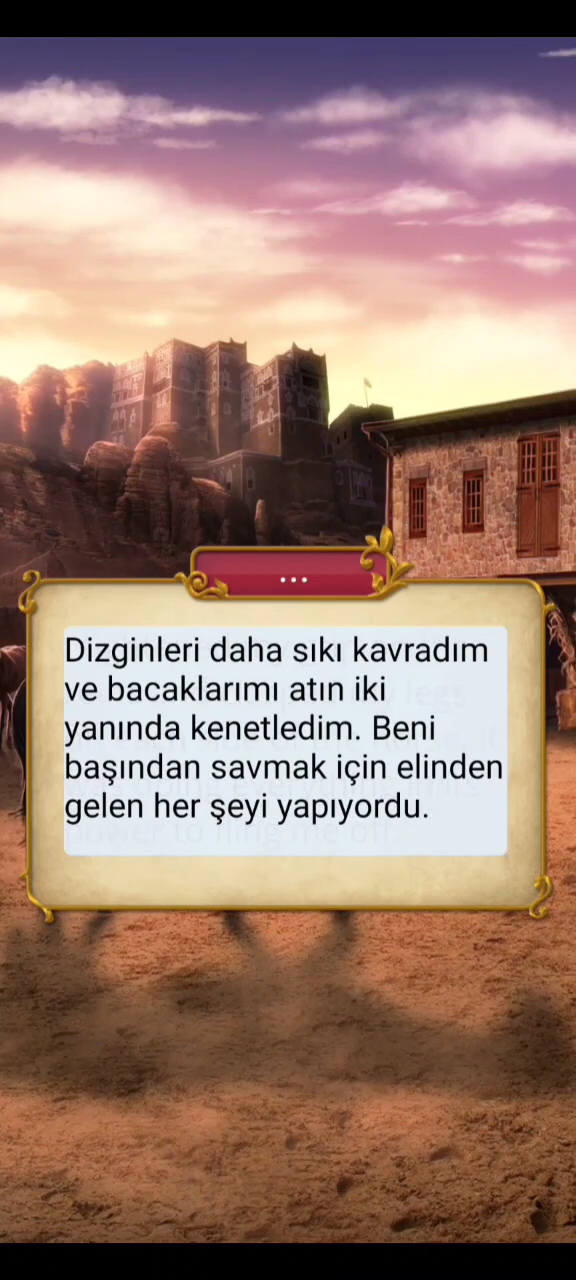 ...
Dizginleri daha sıkı kavradım
ve bacaklarımı atın iki
yanında kenetledim. Beni
başından savmak için elinden
gelen her şeyi yapıyordu.